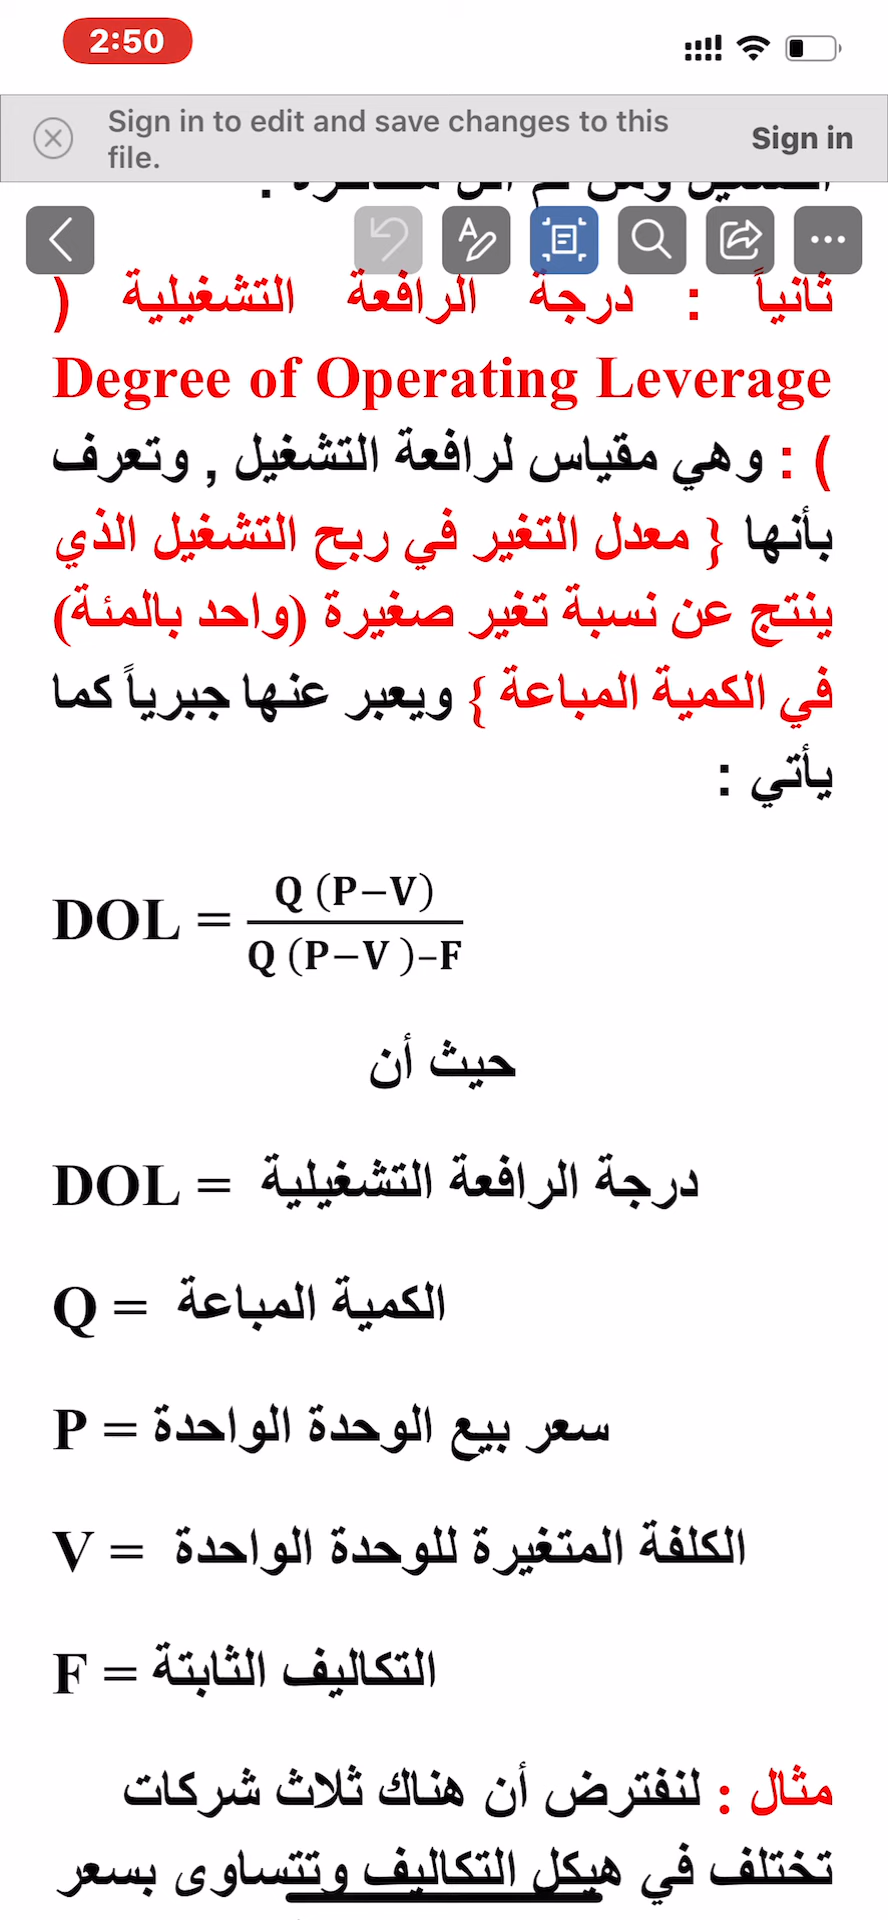 2:50
Sign in to edit and save changes to this
file.
Sign in
ثانياً : درجة الرافعة التشغيلية (
Degree of Operating Leverage
) : وهي مقياس لرافعة التشغيل , وتعرف
بأنها { معدل التغير في ربح التشغيل الذي
ينتج عن نسبة تغير صغيرة (واحد بالمئة)
في الكمية المباعة } ويعبر عنها جبرياً كما
يأتي :
DOL = Q (P−V)
Q (P−V )−F
حيث أن
DOL = درجة الرافعة التشغيلية
Q = الكمية المباعة
P = سعر بيع الوحدة الواحدة
V = الكلفة المتغيرة للوحدة الواحدة
F = التكاليف الثابتة
مثال : لنفترض أن هناك ثلاث شركات
تختلف في هيكل التكاليف وتتساوى بسعر